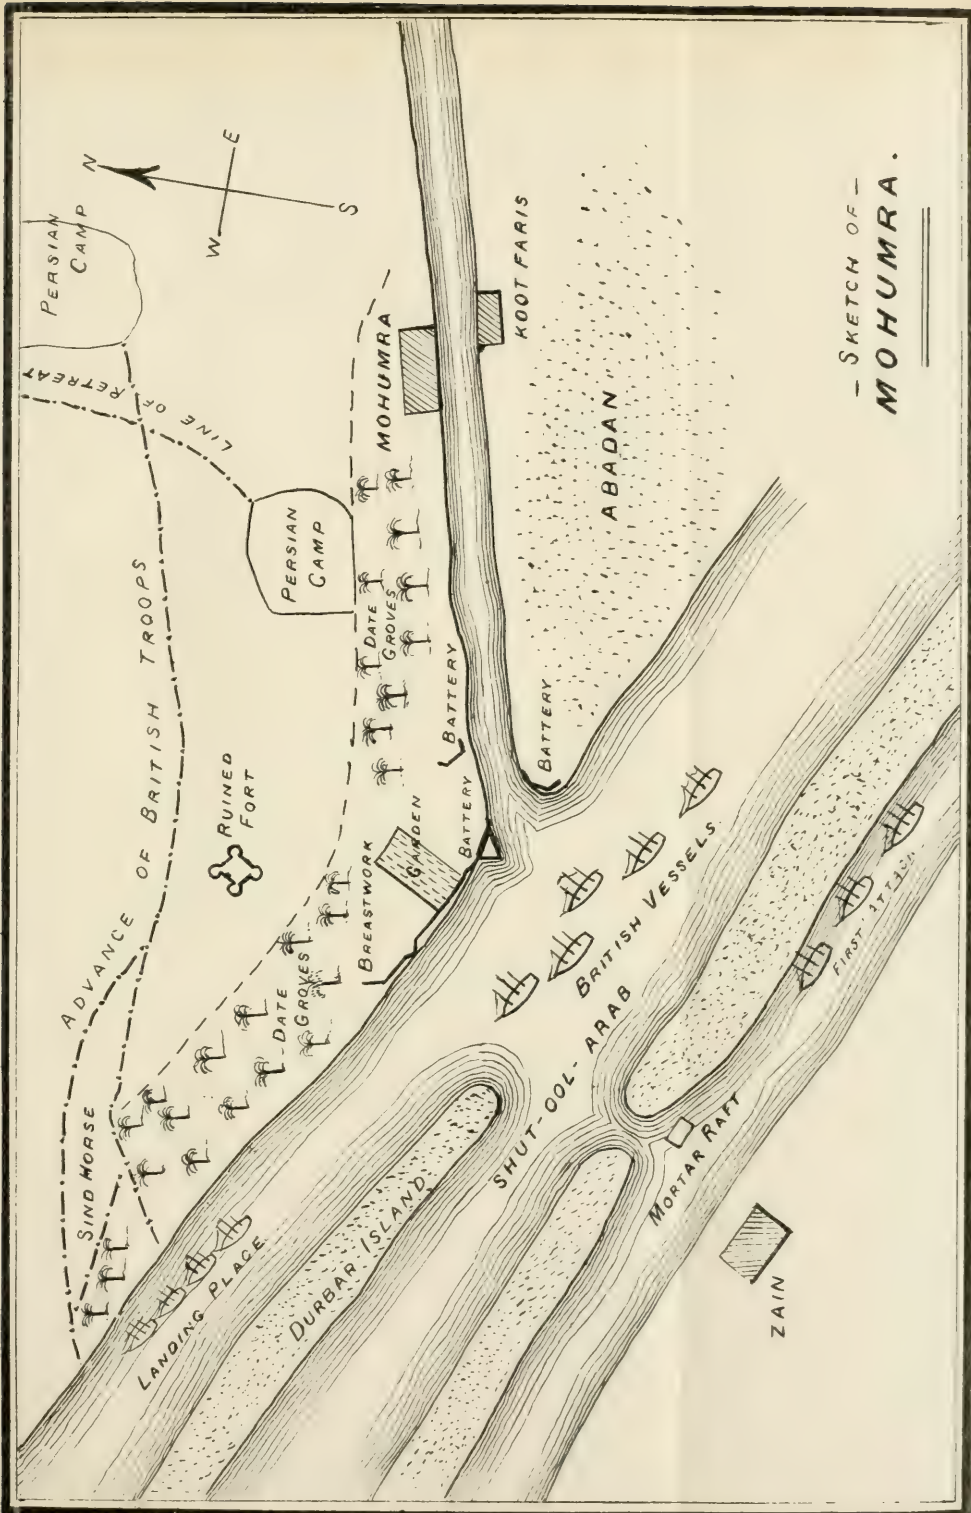 N
E
W
S
PERSIAN
CAMP
LINE OF RETREAT
PERSIAN
CAMP
ADVANCE OF BRITISH TROOPS
SIND HORSE
RUINED
FORT
MOHUMRA
KOOT FARIS
DATE
GROVES
ABADAN
BATTERY
BATTERY
BATTERY
GARDEN
BREASTWORK
DATE
GROVES
LANDING PLACE
DURBAR ISLAND
SHUT-OOL-ARAB
BRITISH VESSELS
FIRST ATTACK
MORTAR RAFT
ZAIN
- SKETCH OF -
MOHUMRA.